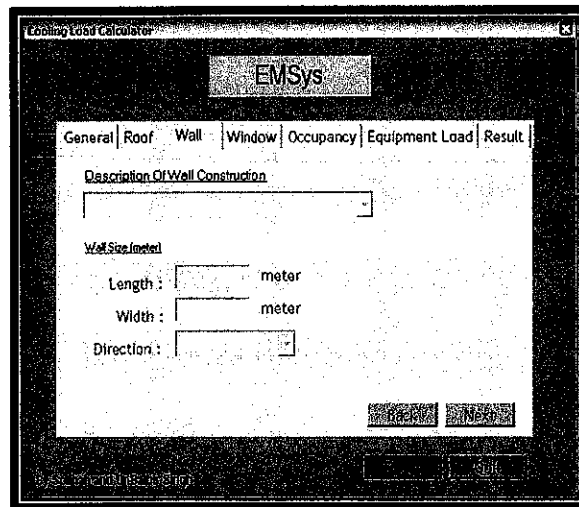 Cooling Load Calculator
EMSys
General Roof Wall Window Occupancy Equipment Load Result
Description Of Wall Construction
Wall Size (meter)
Length : meter
Width : meter
Direction :
Back Next